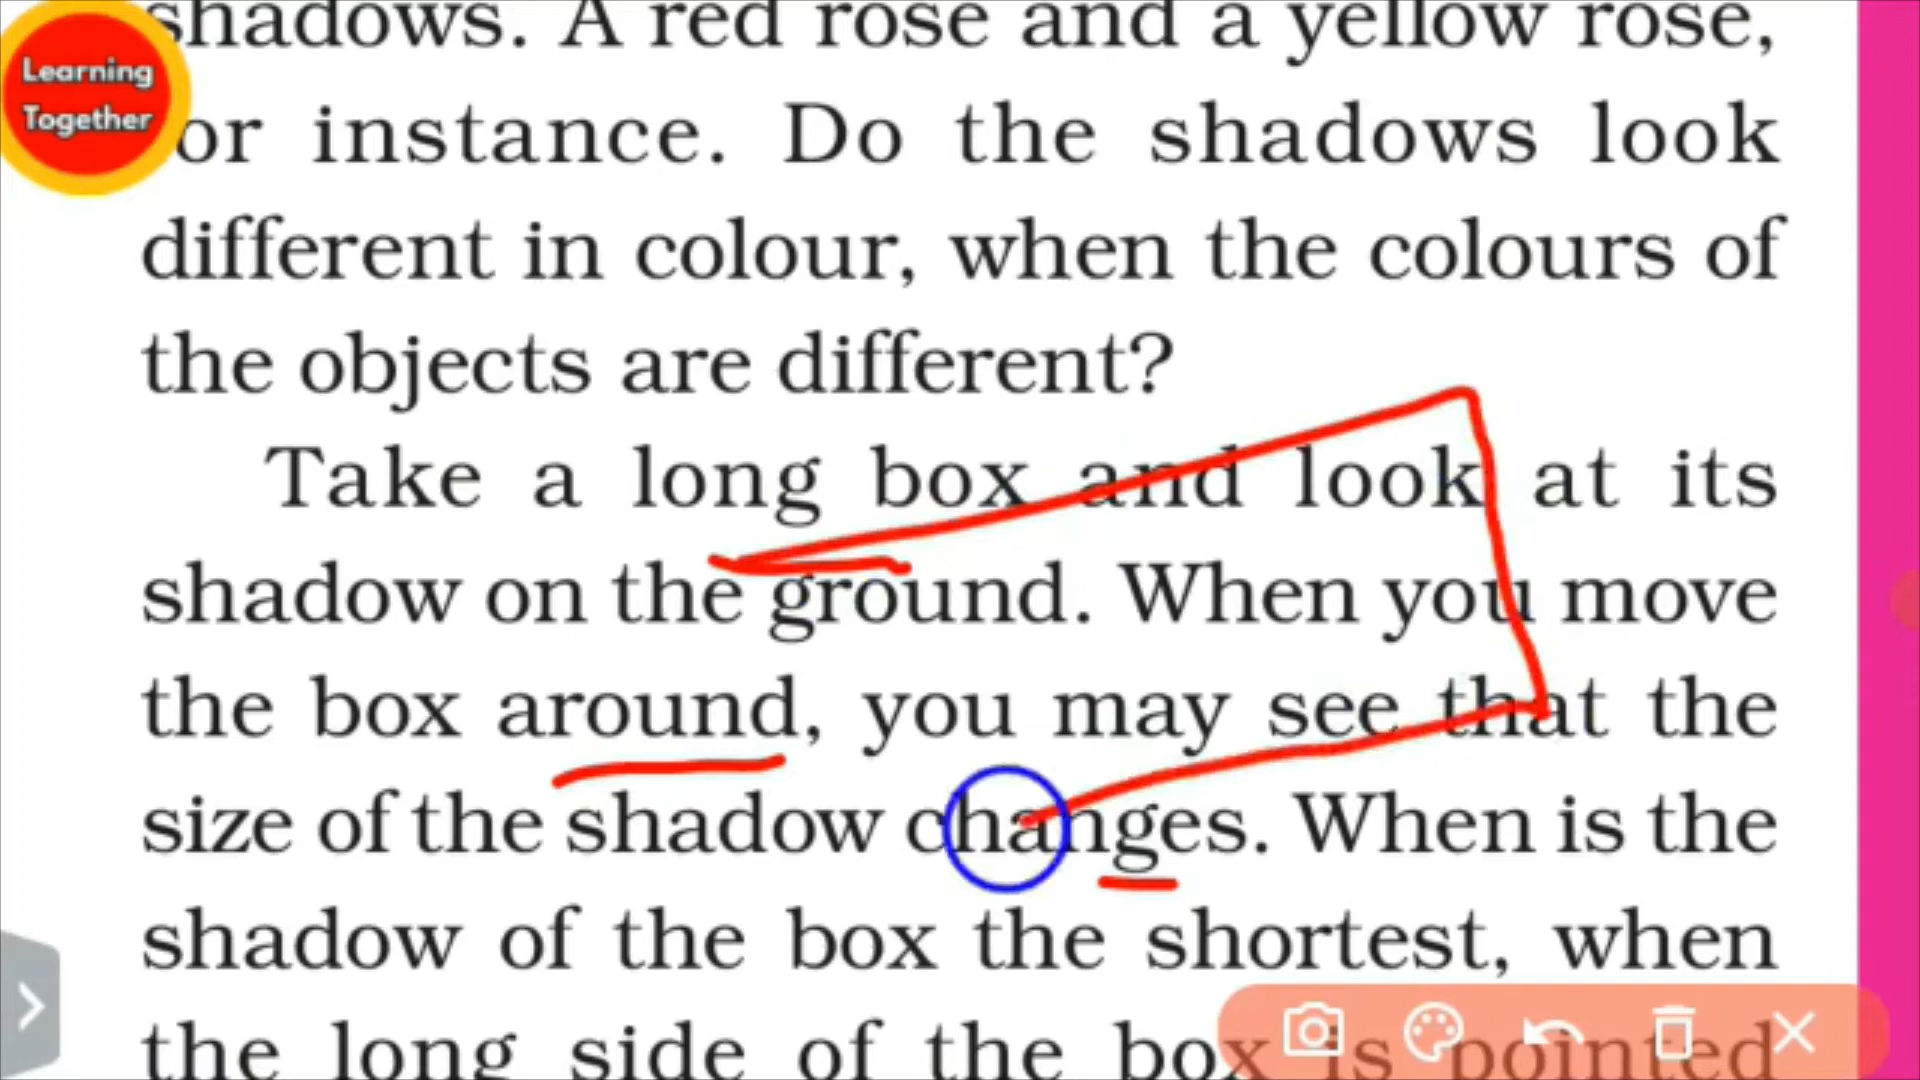 shadows. A red rose and a yellow rose,
Learning
Together
or instance. Do the shadows look
different in colour, when the colours of
the objects are different?
Take a long box and look at its
shadow on the ground. When you move
the box around, you may see that the
size of the shadow changes. When is the
shadow of the box the shortest, when
the long side of the box is pointed